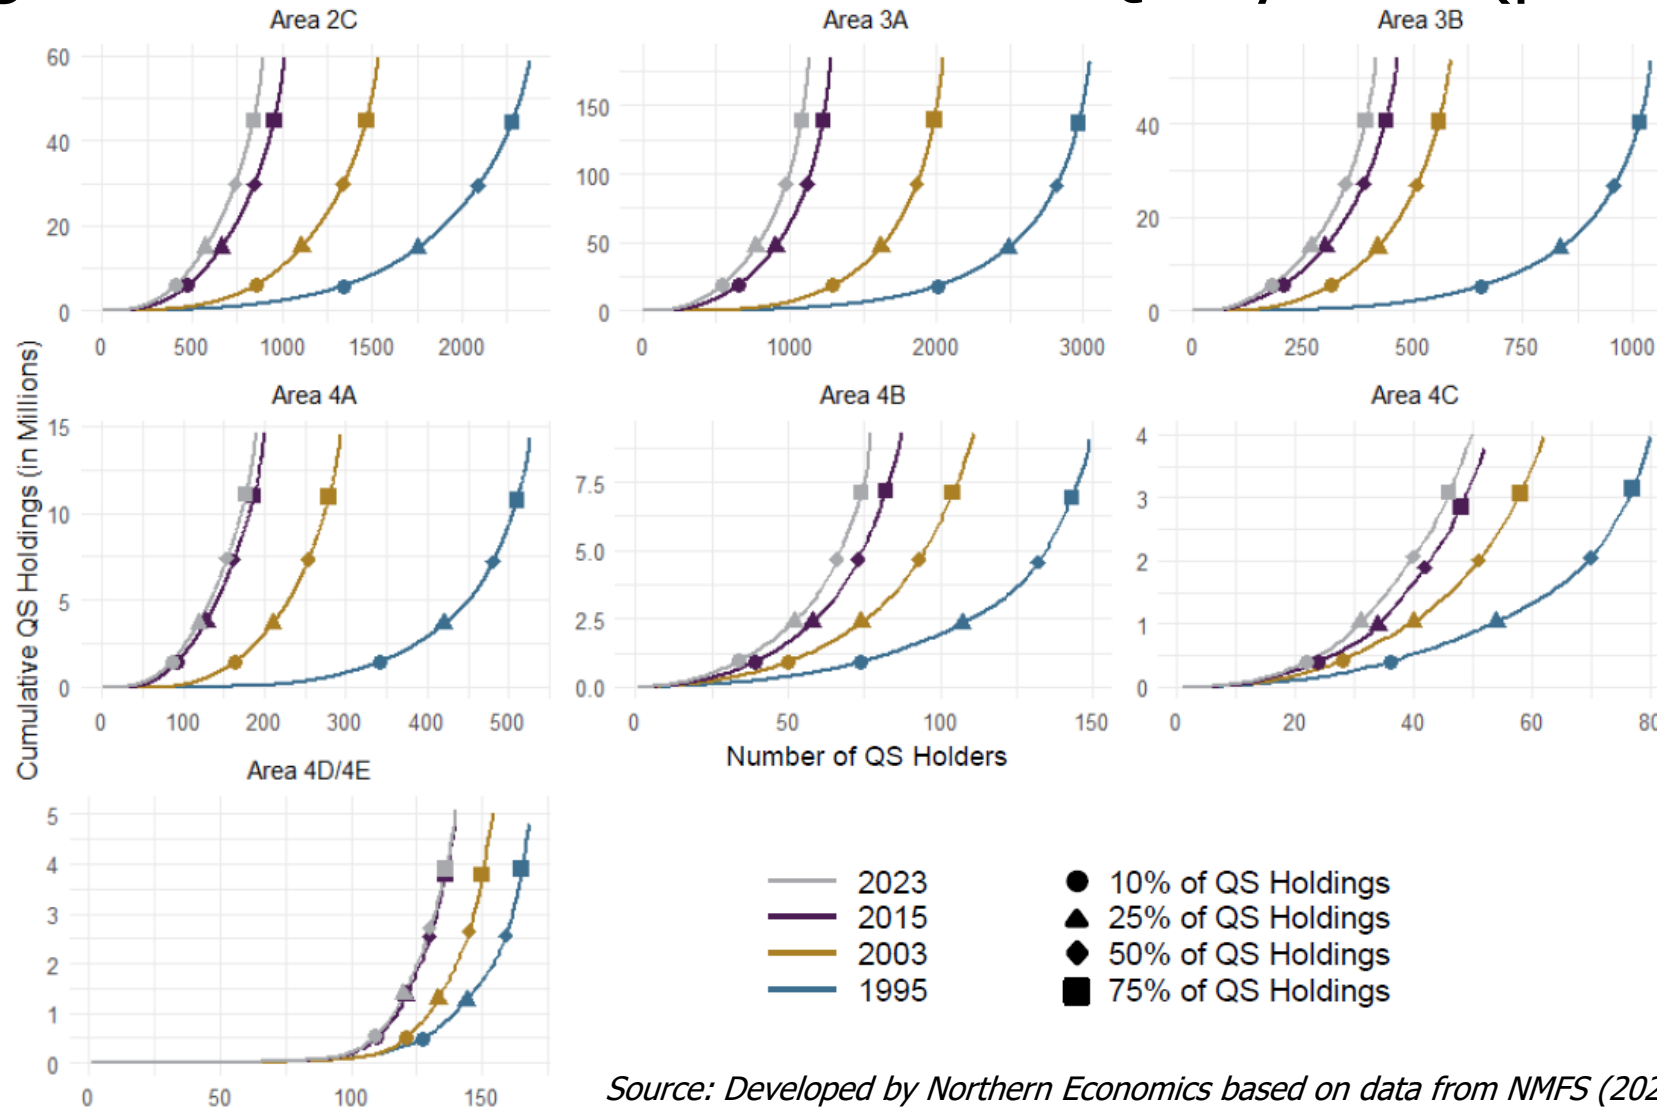 Area 2C
Area 3A
Area 3B
60
40
20
0
0 500 1000 1500 2000
150
100
50
0
0 1000 2000 3000
40
20
0
0 250 500 750 1000
Cumulative QS Holdings (in Millions)
Area 4A
Area 4B
Area 4C
15
10
5
0
0 100 200 300 400 500
7.5
5.0
2.5
0.0
0 50 100 150
4
3
2
1
0
0 20 40 60 80
Number of QS Holders
Area 4D/4E
5
4
3
2
1
0
0 50 100 150
2023
2015
2003
1995
10% of QS Holdings
25% of QS Holdings
50% of QS Holdings
75% of QS Holdings
Source: Developed by Northern Economics based on data from NMFS (202